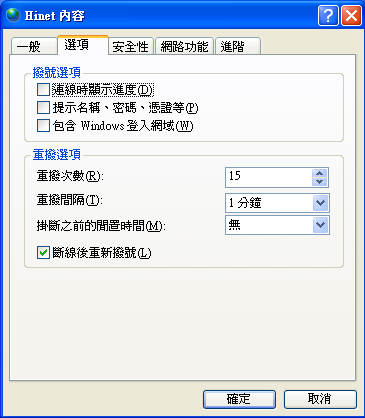 Hinet 內容
一般 選項 安全性 網路功能 進階
撥號選項
連線時顯示進度(D)
提示名稱、密碼、憑證等(P)
包含 Windows 登入網域(W)
重撥選項
重撥次數(R): 15
重撥間隔(I): 1 分鐘
掛斷之前的閒置時間(M): 無
斷線後重新撥號(L)
確定 取消